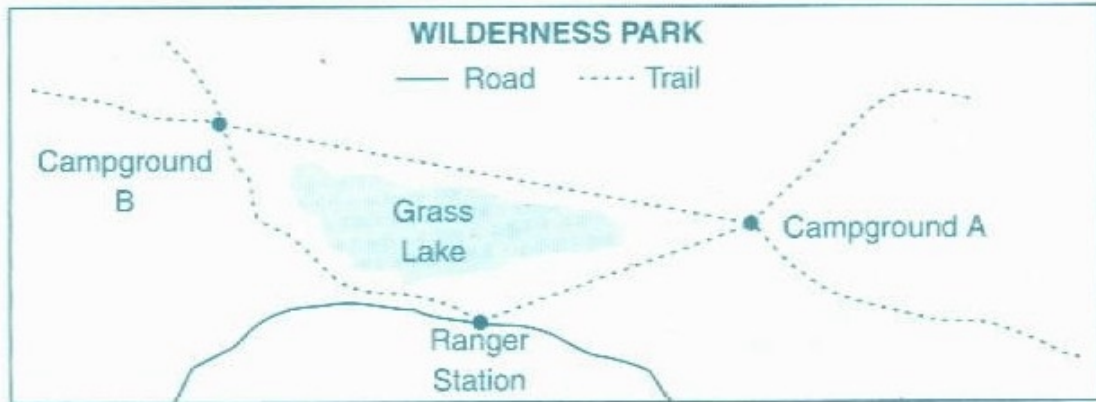 WILDERNESS PARK
Road Trail
Campground
B
Grass
Lake
Campground A
Ranger
Station